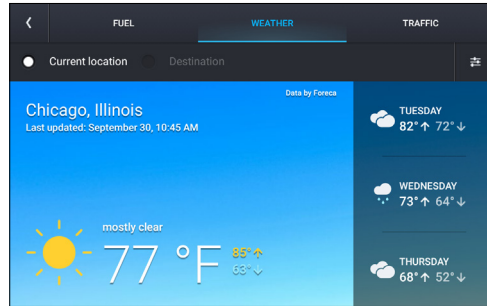 FUEL
WEATHER
TRAFFIC
Current location
Destination
Data by Foreca
Chicago, Illinois
Last updated: September 30, 10:45 AM
mostly clear
77 °F
85°↑
63°↓
TUESDAY
82°↑ 72°↓
WEDNESDAY
73°↑ 64°↓
THURSDAY
68°↑ 52°↓